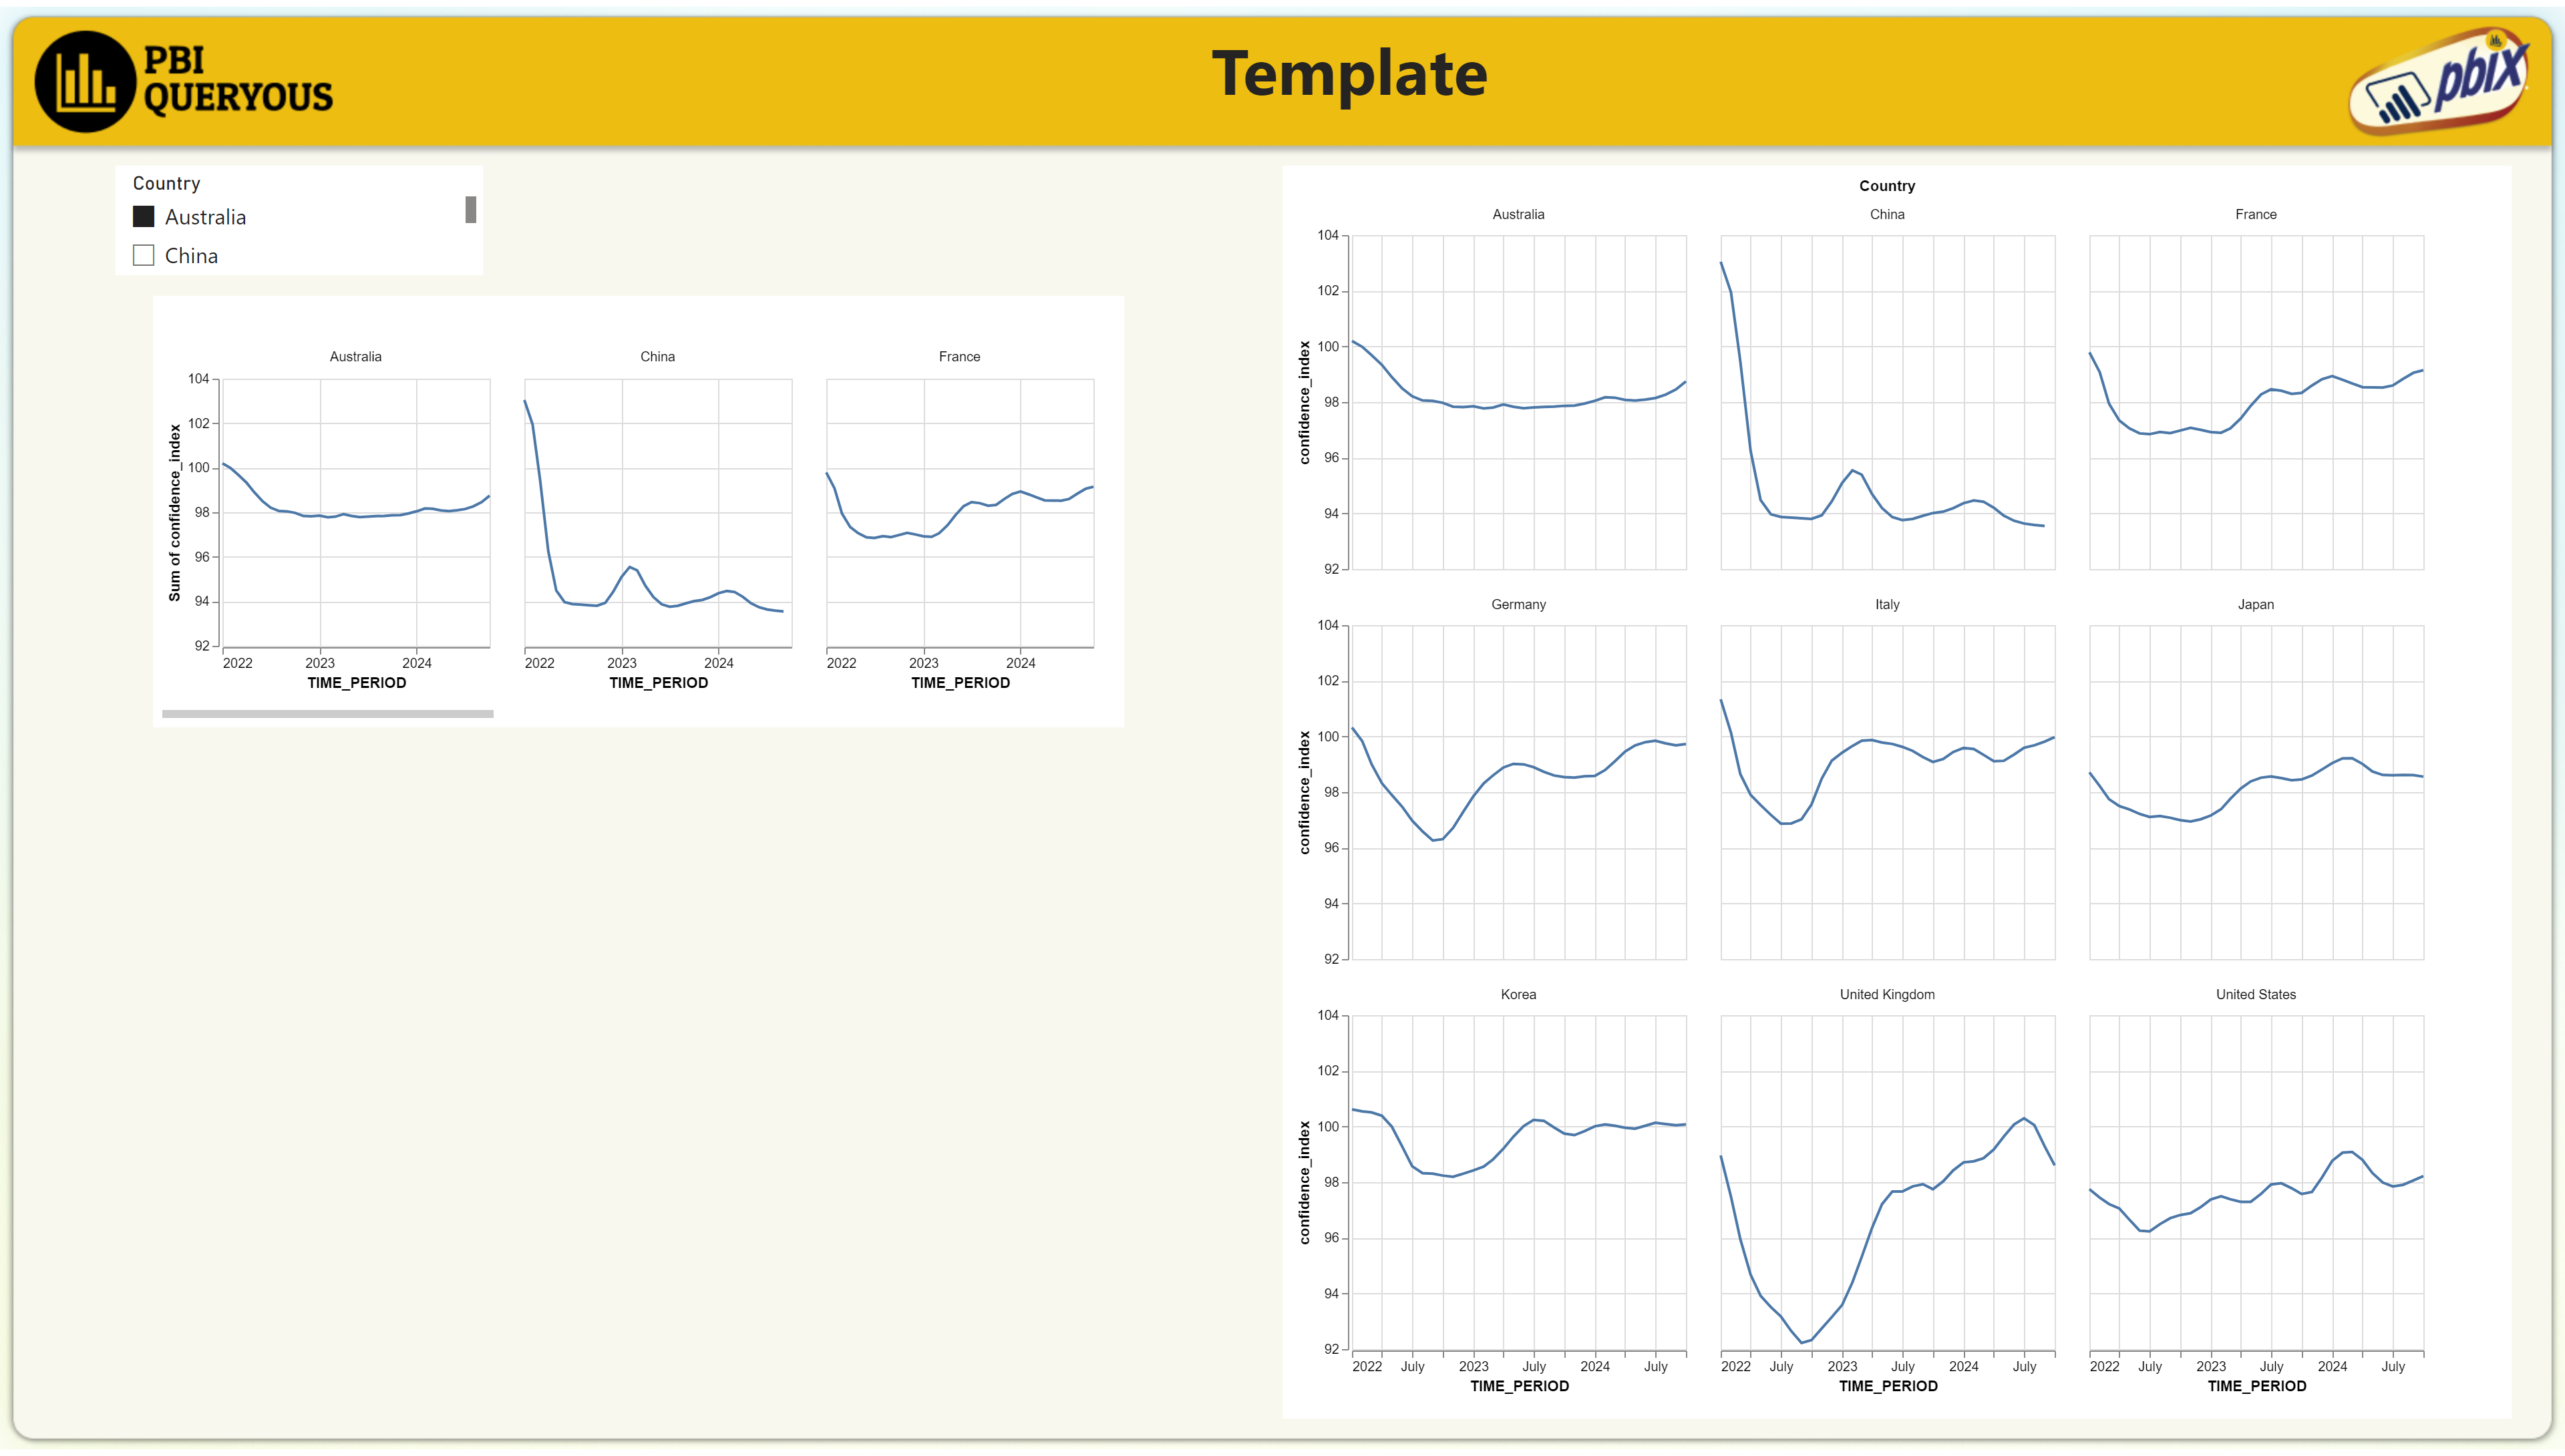 PBI
QUERYOUS
Template
pbix
Country
Australia
China
Australia China France
Sum of confidence_index
104
102
100
98
96
94
92
2022 2023 2024 2022 2023 2024 2022 2023 2024
TIME_PERIOD TIME_PERIOD TIME_PERIOD
Country
Australia China France
confidence_index
104
102
100
98
96
94
92
Germany Italy Japan
confidence_index
104
102
100
98
96
94
92
Korea United Kingdom United States
confidence_index
104
102
100
98
96
94
92
2022 July 2023 July 2024 July 2022 July 2023 July 2024 July 2022 July 2023 July 2024 July
TIME_PERIOD TIME_PERIOD TIME_PERIOD